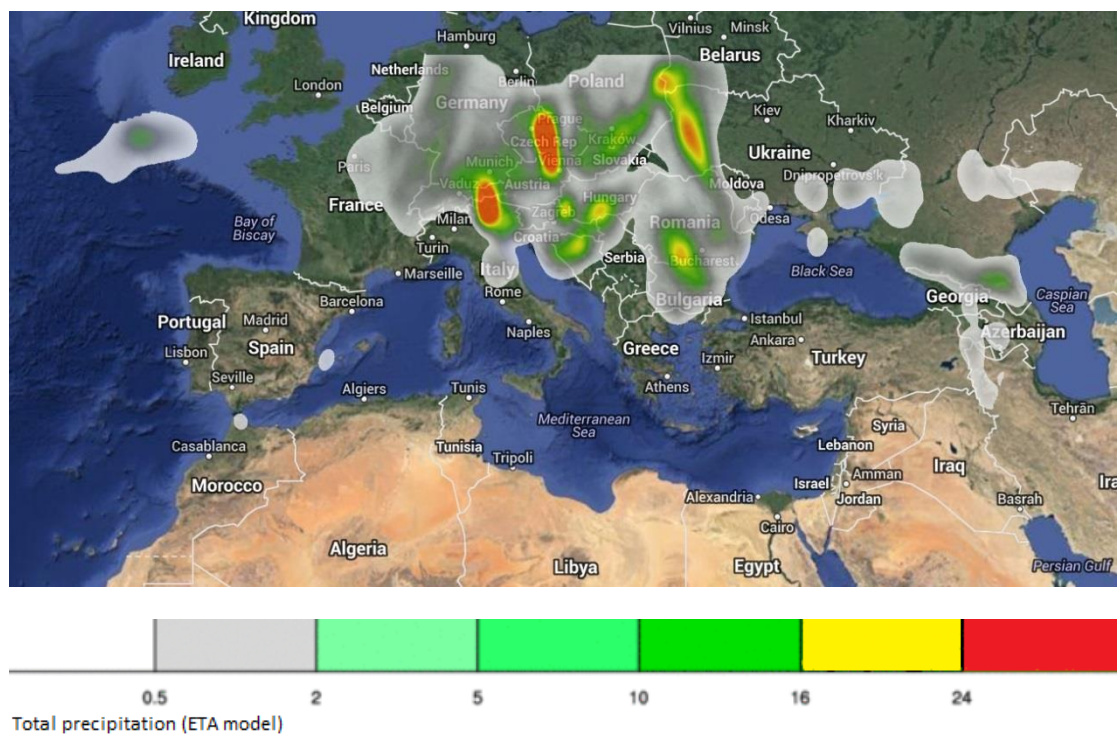 Kingdom
Vilnius
Minsk
Hamburg
Ireland
Belarus
Netherlands
Berlin
Poland
London
Germany
Belgium
Prague
Kiev
Kharkiv
Czech Rep
Kraków
Paris
Vienna
Slovakia
Ukraine
Munich
Dnipropetrovs'k
Vaduz
Austria
Moldova
France
Hungary
Zagreb
Odesa
Milan
Romania
Bay of
Biscay
Croatia
Turin
Serbia
Bucharest
Italy
Marseille
Black Sea
Rome
Bulgaria
Georgia
Caspian
Sea
Barcelona
Portugal
Madrid
Naples
Istanbul
Azerbaijan
Spain
Ankara
Lisbon
Greece
Izmir
Turkey
Seville
Algiers
Tunis
Athens
Tehrān
Mediterranean
Sea
Syria
Casablanca
Tunisia
Lebanon
Tripoli
Iraq
Amman
Israel
Ira
Morocco
Alexandria
Jordan
Basrah
Cairo
Algeria
Libya
Egypt
Persian Gulf
0.5 2 5 10 16 24
Total precipitation (ETA model)